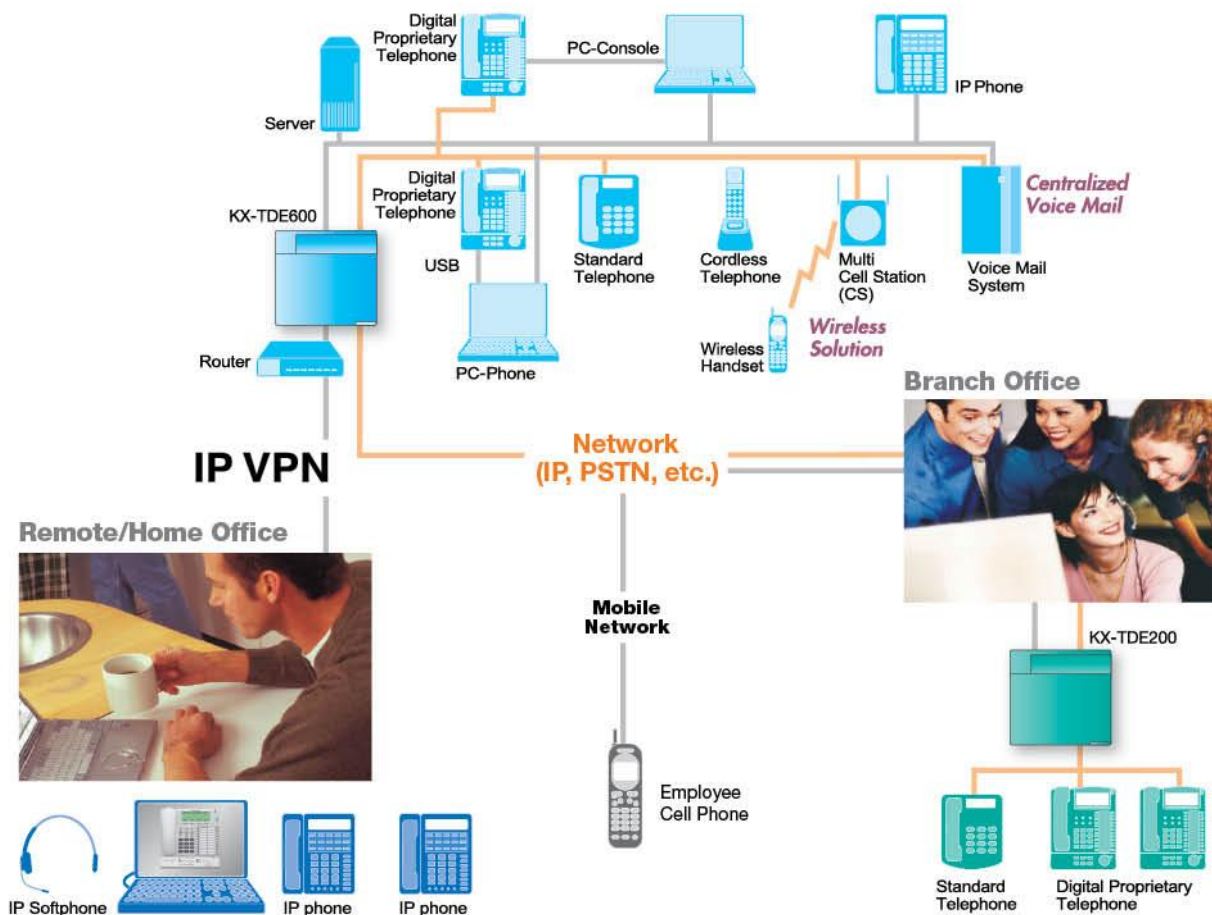 Digital
Proprietary
Telephone
PC-Console
IP Phone
Server
Digital
Proprietary
Telephone
Centralized
Voice Mail
KX-TDE600
USB
Standard
Telephone
Cordless
Telephone
Multi
Cell Station
(CS)
Voice Mail
System
Router
PC-Phone
Wireless
Handset
Wireless
Solution
Branch Office
IP VPN
Network
(IP, PSTN, etc.)
Remote/Home Office
Mobile
Network
KX-TDE200
Employee
Cell Phone
IP Softphone
IP phone
IP phone
Standard
Telephone
Digital Proprietary
Telephone